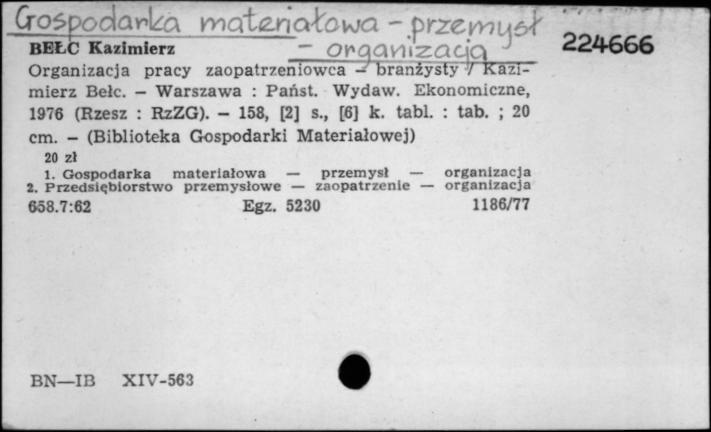 Gospodarka materiałowa - przemysł
- organizacja
224666
BEŁC Kazimierz
Organizacja pracy zaopatrzeniowca - branżysty / Kazi-
mierz Bełc. - Warszawa : Państ. Wydaw. Ekonomiczne,
1976 (Rzesz : RzZG). - 158, [2] s., [6] k. tabl. : tab. ; 20
cm. - (Biblioteka Gospodarki Materiałowej)
20 zł
1. Gospodarka materiałowa — przemysł — organizacja
2. Przedsiębiorstwo przemysłowe — zaopatrzenie — organizacja
658.7:62 Egz. 5230 1186/77
BN—IB XIV-563